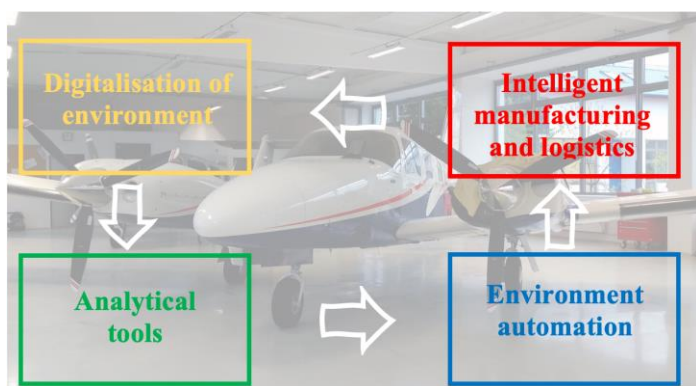 Digitalisation of
environment
Intelligent
manufacturing
and logistics
Analytical
tools
Environment
automation